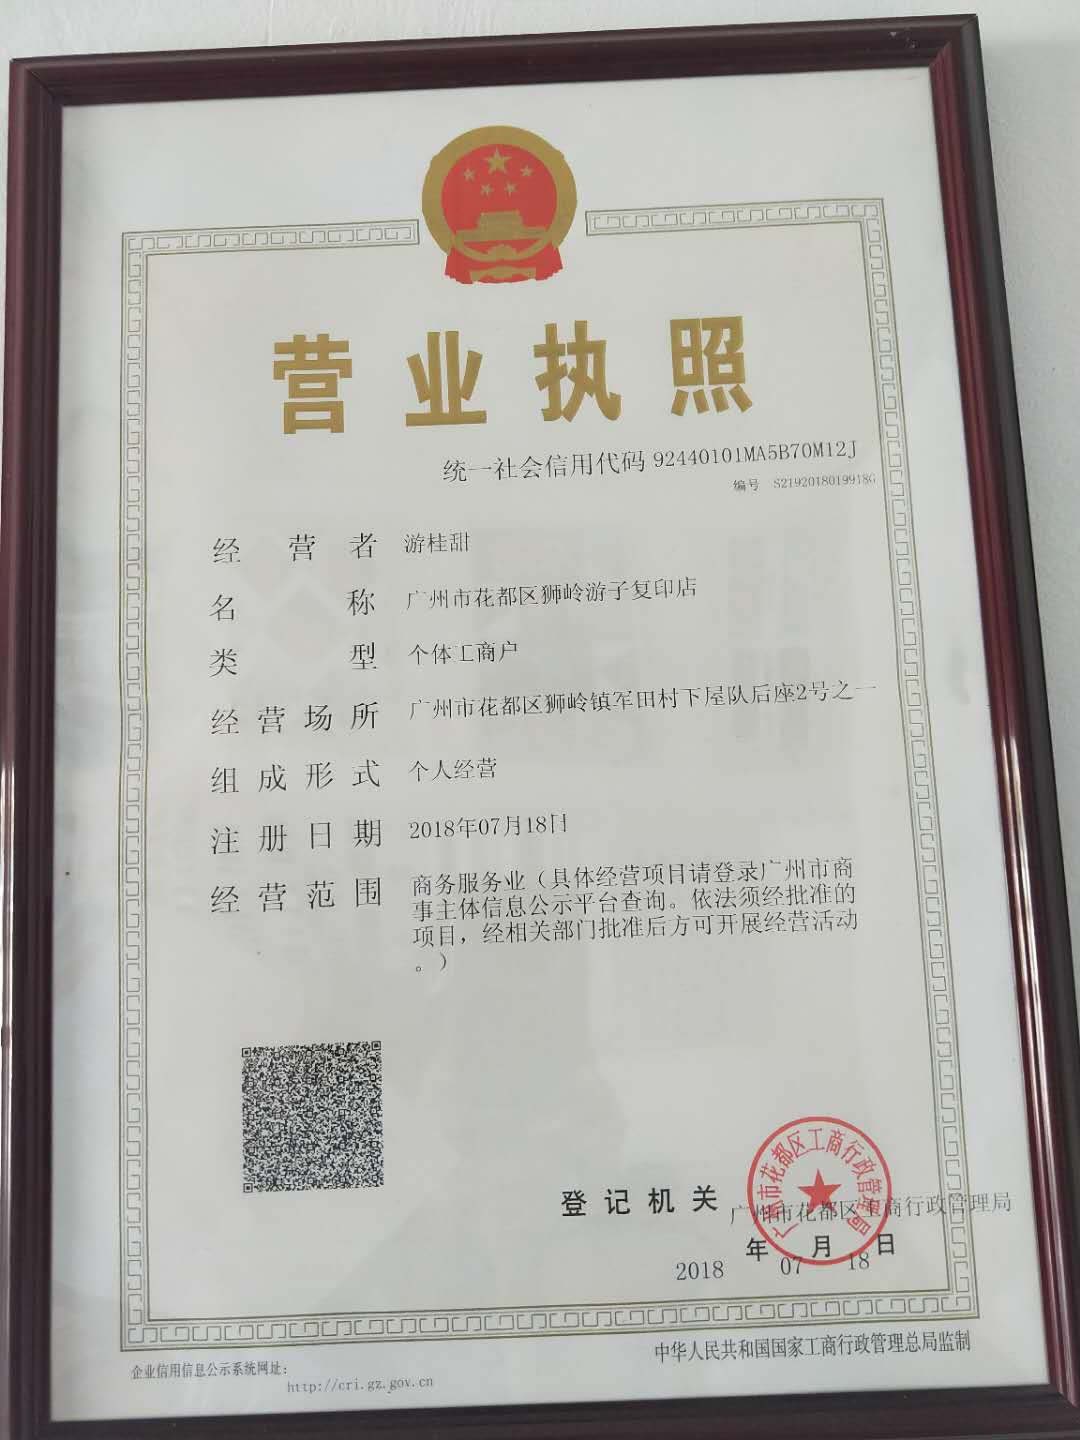 营业执照
统一社会信用代码 92440101MA5B70M12J
编号 S2192018019918G
经营者 游桂甜
名称 广州市花都区狮岭游子复印店
类型 个体工商户
经营场所 广州市花都区狮岭镇军田村下屋队后座2号之一
组成形式 个人经营
注册日期 2018年07月18日
经营范围 商务服务业（具体经营项目请登录广州市商
事主体信息公示平台查询。依法须经批准的
项目，经相关部门批准后方可开展经营活动
。）
广州市花都区工商行政管理局
登记机关 广州市花都区工商行政管理局
2018 年 07 月 18 日
企业信用信息公示系统网址：
http://cri.gz.gov.cn
中华人民共和国国家工商行政管理总局监制